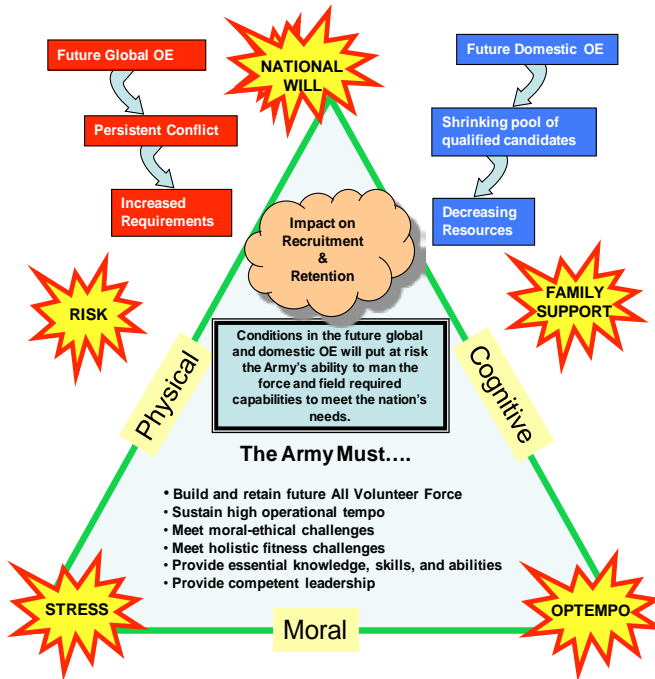 Future Global OE
Persistent Conflict
Increased
Requirements
NATIONAL
WILL
Future Domestic OE
Shrinking pool of
qualified candidates
Decreasing
Resources
Impact on
Recruitment
&
Retention
RISK
FAMILY
SUPPORT
Conditions in the future global
and domestic OE will put at risk
the Army's ability to man the
force and field required
capabilities to meet the nation's
needs.
Physical
Cognitive
The Army Must….
• Build and retain future All Volunteer Force
• Sustain high operational tempo
• Meet moral-ethical challenges
• Meet holistic fitness challenges
• Provide essential knowledge, skills, and abilities
• Provide competent leadership
STRESS
Moral
OPTEMPO